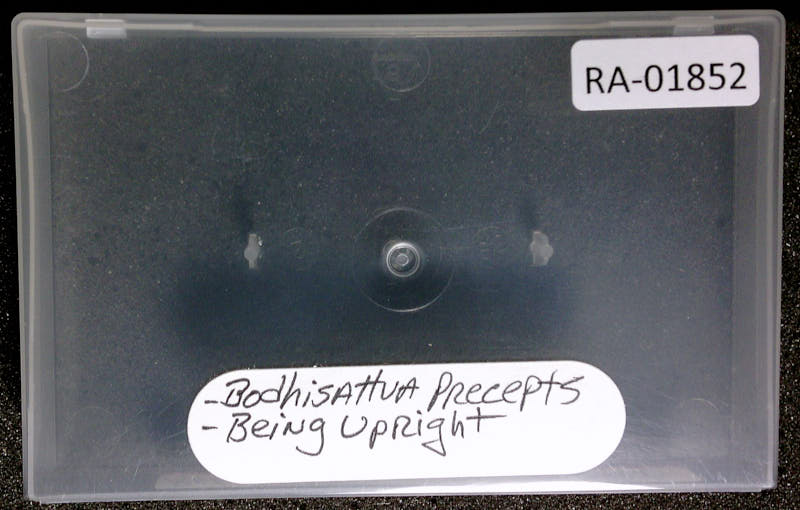 RA-01852
- Bodhisattva Precepts
- Being Upright